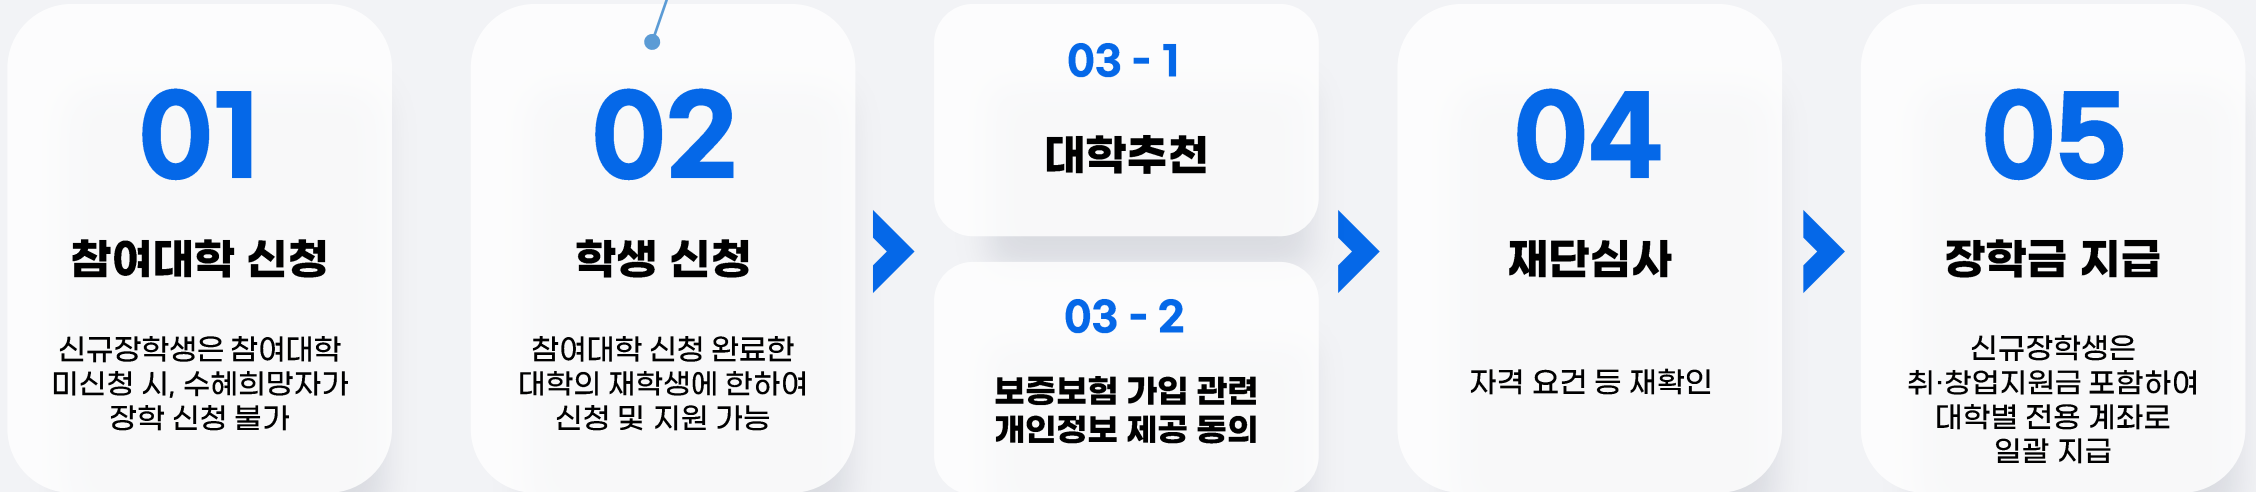 01
참여대학 신청
신규장학생은 참여대학
미신청 시, 수혜희망자가
장학 신청 불가
02
학생 신청
참여대학 신청 완료한
대학의 재학생에 한하여
신청 및 지원 가능
03 - 1
대학추천
03 - 2
보증보험 가입 관련
개인정보 제공 동의
04
재단심사
자격 요건 등 재확인
05
장학금 지급
신규장학생은
취·창업지원금 포함하여
대학별 전용 계좌로
일괄 지급